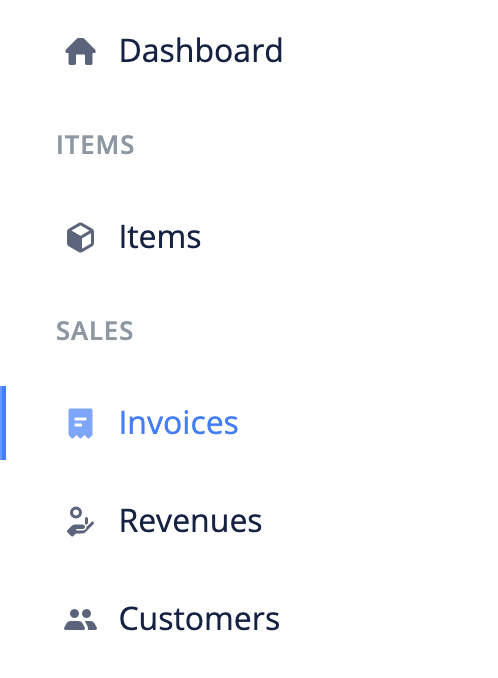 Dashboard
ITEMS
Items
SALES
Invoices
Revenues
Customers